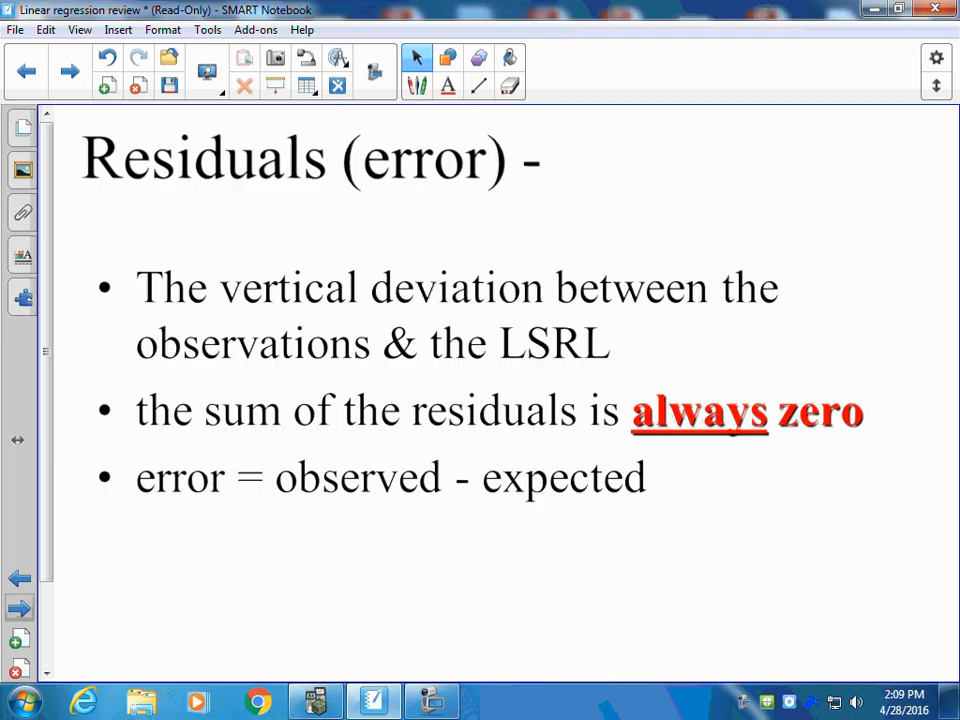 Linear regression review * (Read-Only) - SMART Notebook
File Edit View Insert Format Tools Add-ons Help
Residuals (error) -
• The vertical deviation between the
observations & the LSRL
• the sum of the residuals is always zero
• error = observed - expected
2:09 PM
4/28/2016